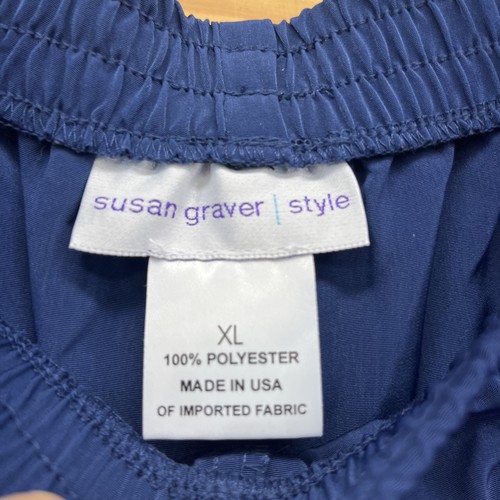 susan graver | style
XL
100% POLYESTER
MADE IN USA
OF IMPORTED FABRIC